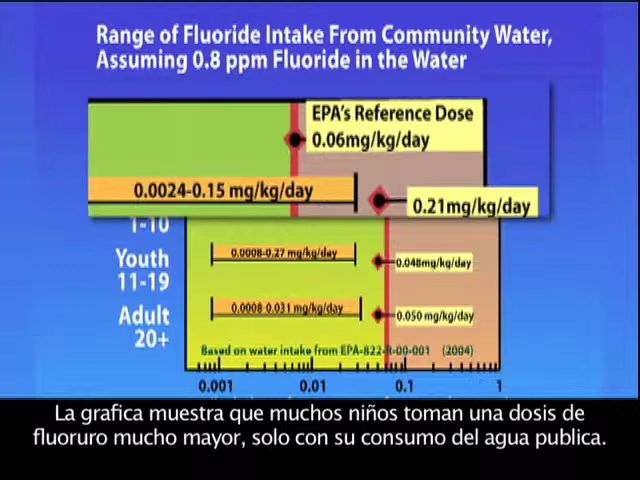 Range of Fluoride Intake From Community Water,
Assuming 0.8 ppm Fluoride in the Water
EPA's Reference Dose
0.06mg/kg/day
0.0024-0.15 mg/kg/day
0.21mg/kg/day
1-10
Youth
11-19
0.0008-0.27 mg/kg/day
0.048mg/kg/day
Adult
20+
0.0008-0.031 mg/kg/day
0.050 mg/kg/day
Based on water intake from EPA-822-R-00-001 (2004)
0.001 0.01 0.1 1
La grafica muestra que muchos niños toman una dosis de
fluoruro mucho mayor, solo con su consumo del agua publica.